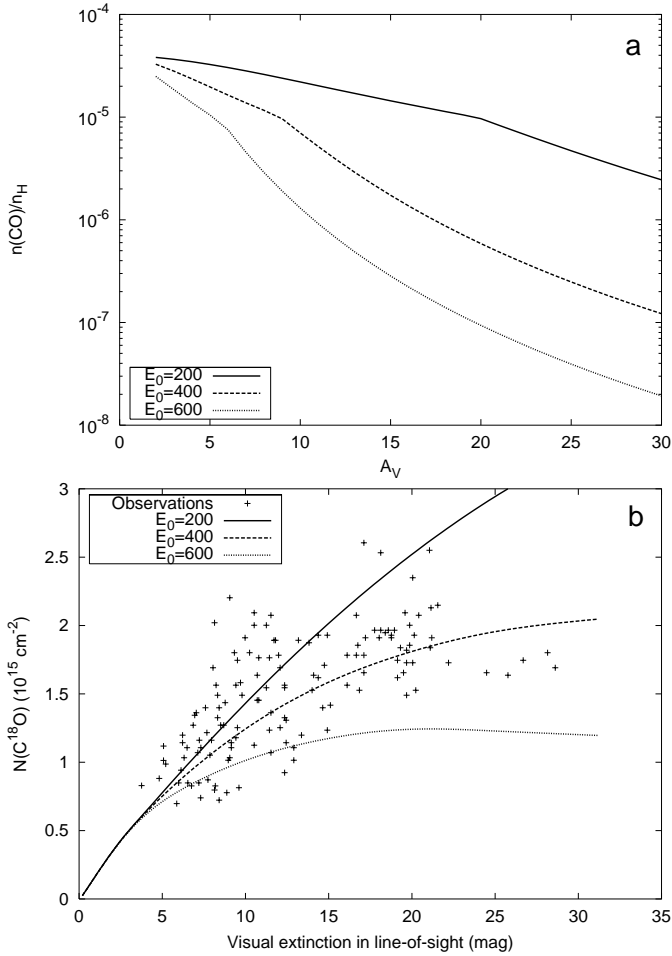 a
10^-4
10^-5
10^-6
10^-7
10^-8
n(CO)/n_H
E_0=200
E_0=400
E_0=600
0 5 10 15 20 25 30
A_V
b
3
2.5
2
1.5
1
0.5
0
N(C^18O) (10^15 cm^-2)
Observations
E_0=200
E_0=400
E_0=600
0 5 10 15 20 25 30 35
Visual extinction in line-of-sight (mag)